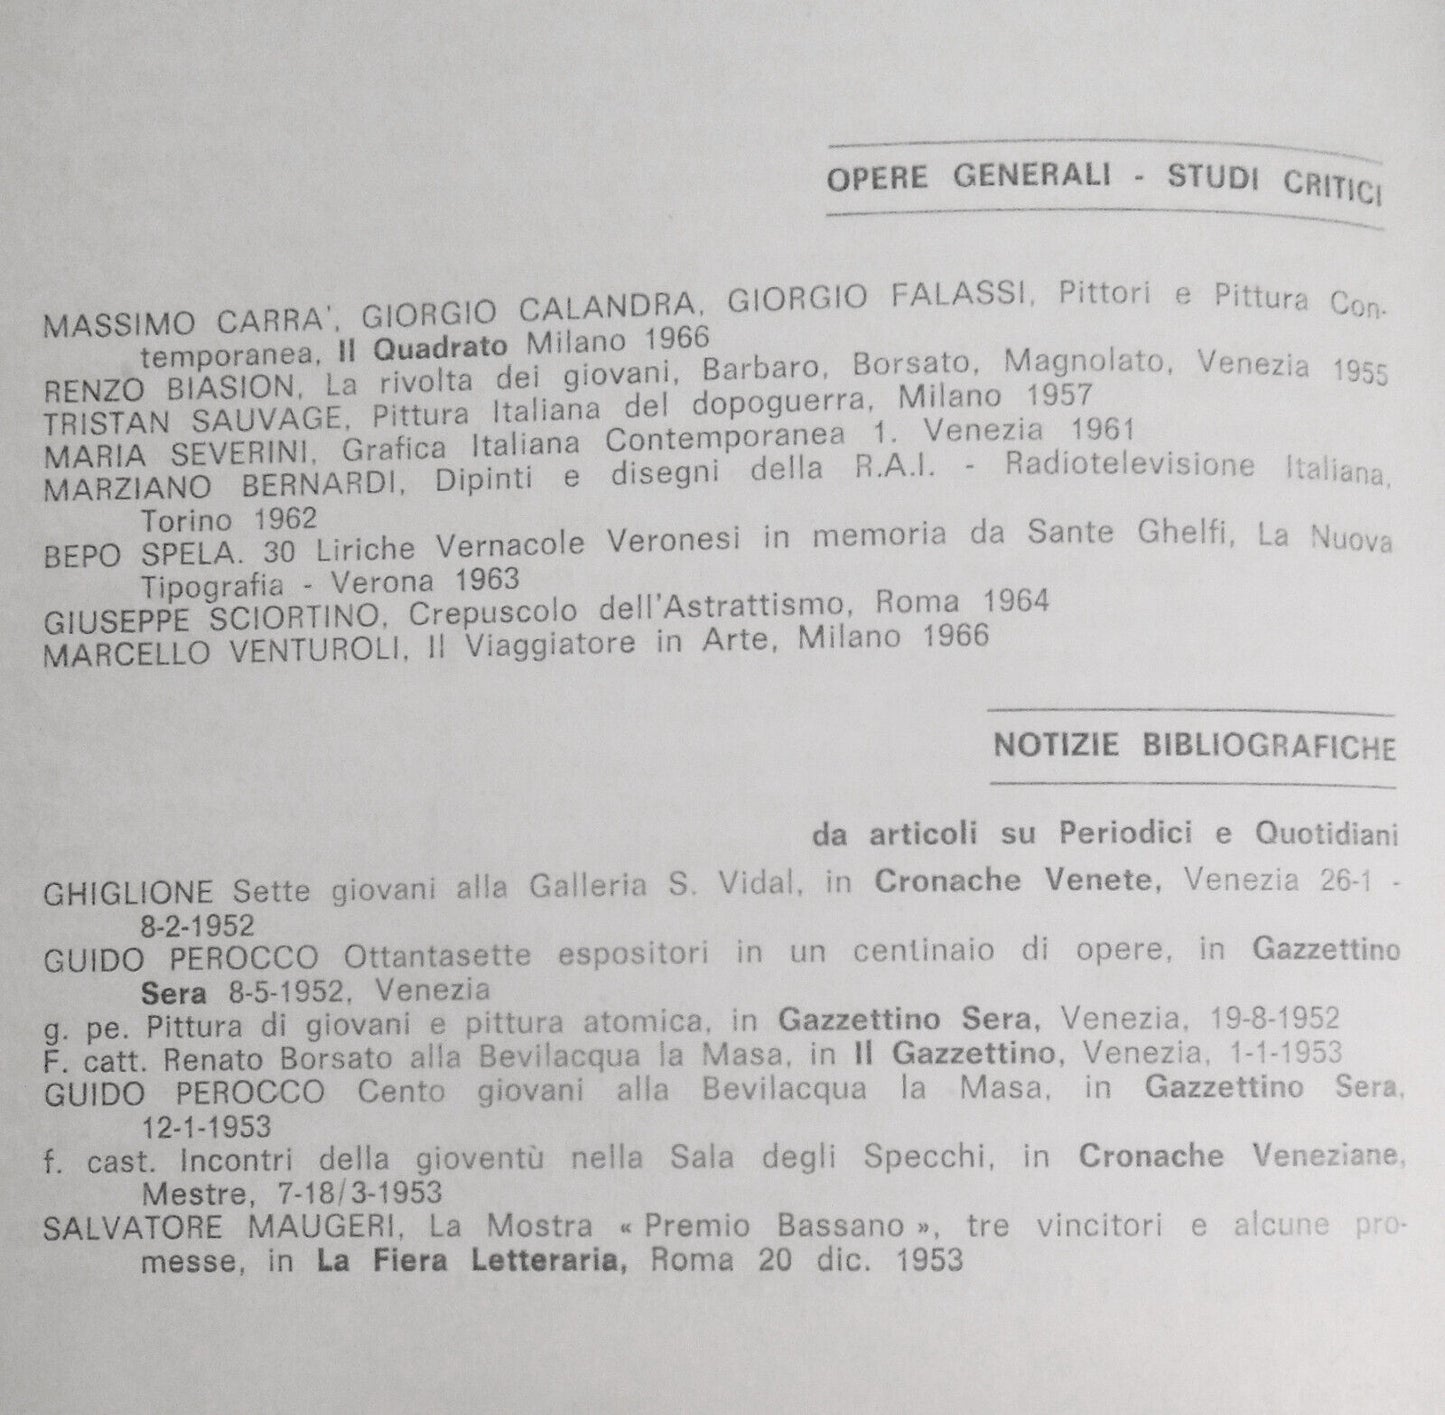 OPERE GENERALI - STUDI CRITICI
MASSIMO CARRA', GIORGIO CALANDRA, GIORGIO FALASSI, Pittori e Pittura Con-
temporanea, Il Quadrato Milano 1966
RENZO BIASION, La rivolta dei giovani, Barbaro, Borsato, Magnolato, Venezia 1955
TRISTAN SAUVAGE, Pittura Italiana del dopoguerra, Milano 1957
MARIA SEVERINI, Grafica Italiana Contemporanea 1. Venezia 1961
MARZIANO BERNARDI, Dipinti e disegni della R.A.I. - Radiotelevisione Italiana,
Torino 1962
BEPO SPELA. 30 Liriche Vernacole Veronesi in memoria da Sante Ghelfi, La Nuova
Tipografia - Verona 1963
GIUSEPPE SCIORTINO, Crepuscolo dell'Astrattismo, Roma 1964
MARCELLO VENTUROLI, Il Viaggiatore in Arte, Milano 1966
NOTIZIE BIBLIOGRAFICHE
da articoli su Periodici e Quotidiani
GHIGLIONE Sette giovani alla Galleria S. Vidal, in Cronache Venete, Venezia 26-1 -
8-2-1952
GUIDO PEROCCO Ottantasette espositori in un centinaio di opere, in Gazzettino
Sera 8-5-1952, Venezia
g. pe. Pittura di giovani e pittura atomica, in Gazzettino Sera, Venezia, 19-8-1952
F. catt. Renato Borsato alla Bevilacqua la Masa, in Il Gazzettino, Venezia, 1-1-1953
GUIDO PEROCCO Cento giovani alla Bevilacqua la Masa, in Gazzettino Sera,
12-1-1953
f. cast. Incontri della gioventù nella Sala degli Specchi, in Cronache Veneziane,
Mestre, 7-18/3-1953
SALVATORE MAUGERI, La Mostra « Premio Bassano », tre vincitori e alcune pro-
messe, in La Fiera Letteraria, Roma 20 dic. 1953